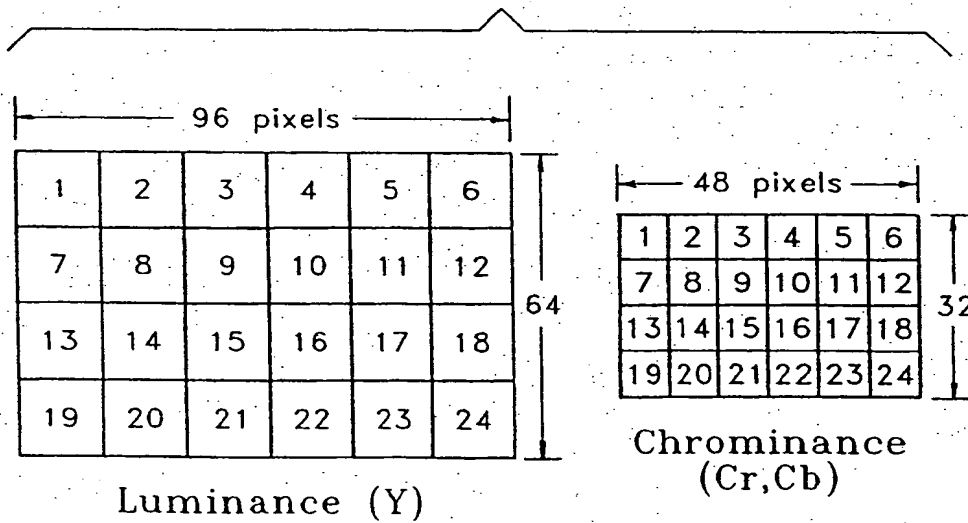 96 pixels
1 2 3 4 5 6
7 8 9 10 11 12
13 14 15 16 17 18
19 20 21 22 23 24
64
Luminance (Y)
48 pixels
1 2 3 4 5 6
7 8 9 10 11 12
13 14 15 16 17 18
19 20 21 22 23 24
32
Chrominance
(Cr,Cb)